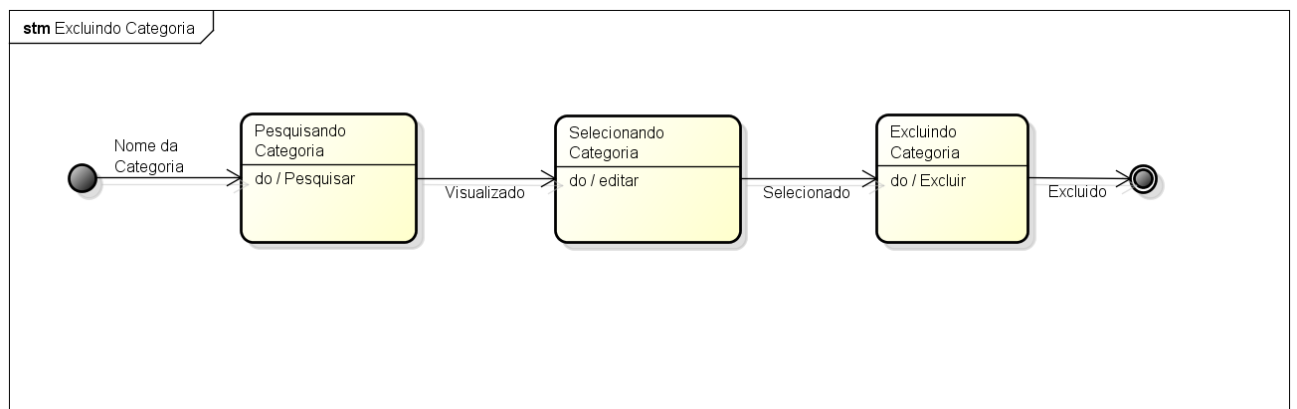 stm Excluindo Categoria
Nome da
Categoria
Pesquisando
Categoria
do / Pesquisar
Visualizado
Selecionando
Categoria
do / editar
Selecionado
Excluindo
Categoria
do / Excluir
Excluido